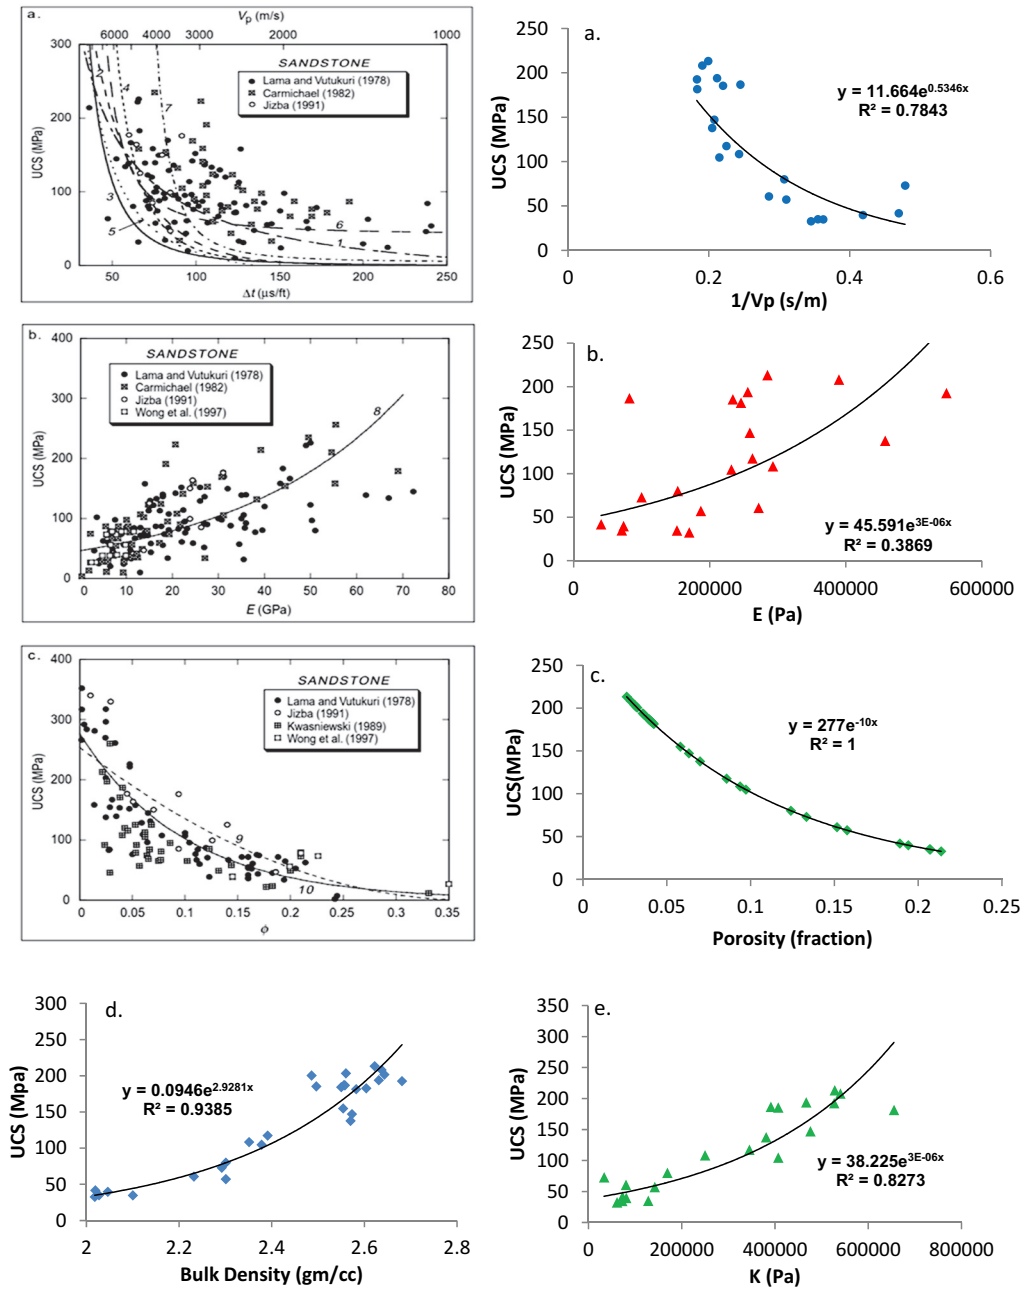 a.
Vp (m/s)
6000 4000 3000 2000 1000
300
200
100
0
UCS (MPa)
SANDSTONE
Lama and Vutukuri (1978)
Carmichael (1982)
Jizba (1991)
2
4
7
3
5
6
1
50 100 150 200 250
Δt (μs/ft)
a.
250
200
150
100
50
0
UCS (MPa)
y = 11.664e^0.5346x
R² = 0.7843
0 0.2 0.4 0.6
1/Vp (s/m)
b.
400
300
200
100
0
UCS (MPa)
SANDSTONE
Lama and Vutukuri (1978)
Carmichael (1982)
Jizba (1991)
Wong et al. (1997)
8
0 10 20 30 40 50 60 70 80
E (GPa)
b.
250
200
150
100
50
0
UCS (MPa)
y = 45.591e^3E-06x
R² = 0.3869
0 200000 400000 600000
E (Pa)
c.
400
300
200
100
0
UCS (MPa)
SANDSTONE
Lama and Vutukuri (1978)
Jizba (1991)
Kwasniewski (1989)
Wong et al. (1997)
9
10
0 0.05 0.1 0.15 0.2 0.25 0.3 0.35
ϕ
c.
250
200
150
100
50
0
UCS(MPa)
y = 277e^-10x
R² = 1
0 0.05 0.1 0.15 0.2 0.25
Porosity (fraction)
d.
300
250
200
150
100
50
0
UCS (Mpa)
y = 0.0946e^2.9281x
R² = 0.9385
2 2.2 2.4 2.6 2.8
Bulk Density (gm/cc)
e.
350
300
250
200
150
100
50
0
UCS (MPa)
y = 38.225e^3E-06x
R² = 0.8273
0 200000 400000 600000 800000
K (Pa)